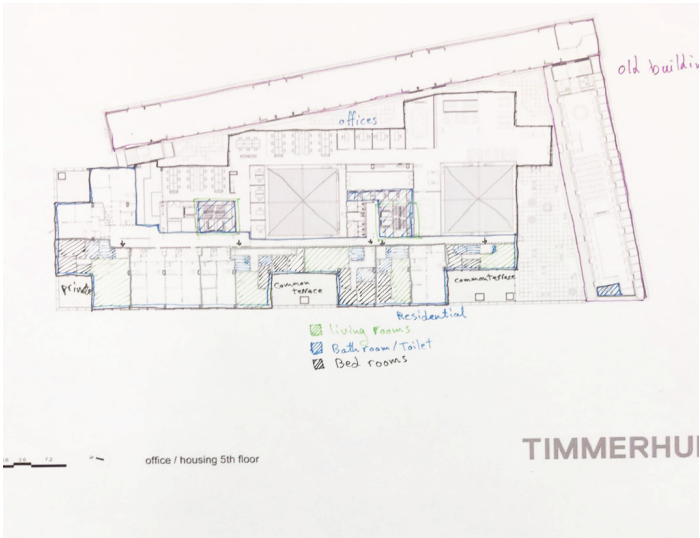 old buildin
offices
private
common
terrace
common terrace
Residential
living rooms
Bathroom/Toilet
Bed rooms
office / housing 5th floor
TIMMERHU